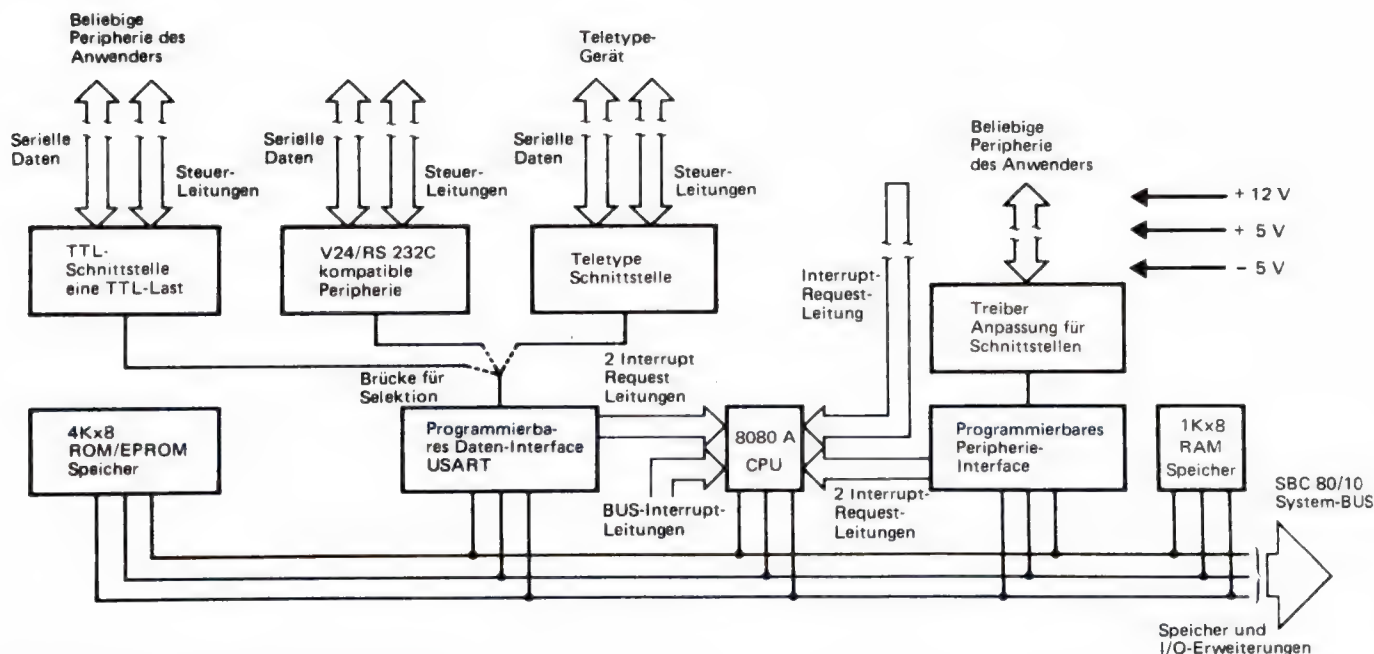 Beliebige
Peripherie des
Anwenders
Teletype-
Gerät
Serielle
Daten
Steuer-
Leitungen
Serielle
Daten
Steuer-
Leitungen
Serielle
Daten
Steuer-
Leitungen
Beliebige
Peripherie
des Anwenders
+ 12 V
+ 5 V
– 5 V
TTL-
Schnittstelle
eine TTL-Last
V24/RS 232C
kompatible
Peripherie
Teletype
Schnittstelle
Interrupt-
Request-
Leitung
Treiber
Anpassung für
Schnittstellen
Brücke für
Selektion
2 Interrupt
Request
Leitungen
4Kx8
ROM/EPROM
Speicher
Programmierba-
res Daten-Interface
USART
8080 A
CPU
Programmierbares
Peripherie-
Interface
1Kx8
RAM
Speicher
BUS-Interrupt-
Leitungen
2 Interrupt-
Request-
Leitungen
SBC 80/10
System-BUS
Speicher und
I/O-Erweiterungen